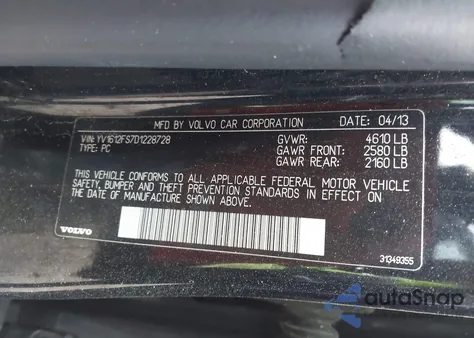 MFD BY VOLVO CAR CORPORATION DATE: 04/13
VIN: YV1612FS7D1228728 GVWR: 4610 LB
TYPE: PC GAWR FRONT: 2580 LB
GAWR REAR: 2160 LB
THIS VEHICLE CONFORMS TO ALL APPLICABLE FEDERAL MOTOR VEHICLE
SAFETY, BUMPER AND THEFT PREVENTION STANDARDS IN EFFECT ON
THE DATE OF MANUFACTURE SHOWN ABOVE.
VOLVO 31349355
autoSnap